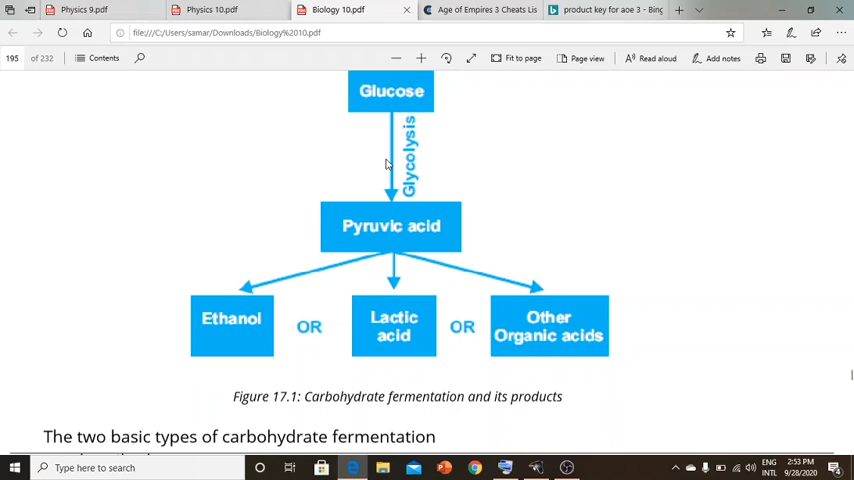 Physics 9.pdf
Physics 10.pdf
Biology 10.pdf
Age of Empires 3 Cheats Lis
product key for aoe 3 - Bing
file:///C:/Users/samar/Downloads/Biology%2010.pdf
195 of 232
Contents
Fit to page
Page view
Read aloud
Add notes
Glucose
Glycolysis
Pyruvic acid
Ethanol
OR
Lactic
acid
OR
Other
Organic acids
Figure 17.1: Carbohydrate fermentation and its products
The two basic types of carbohydrate fermentation
Type here to search
ENG
INTL
2:53 PM
9/28/2020
4